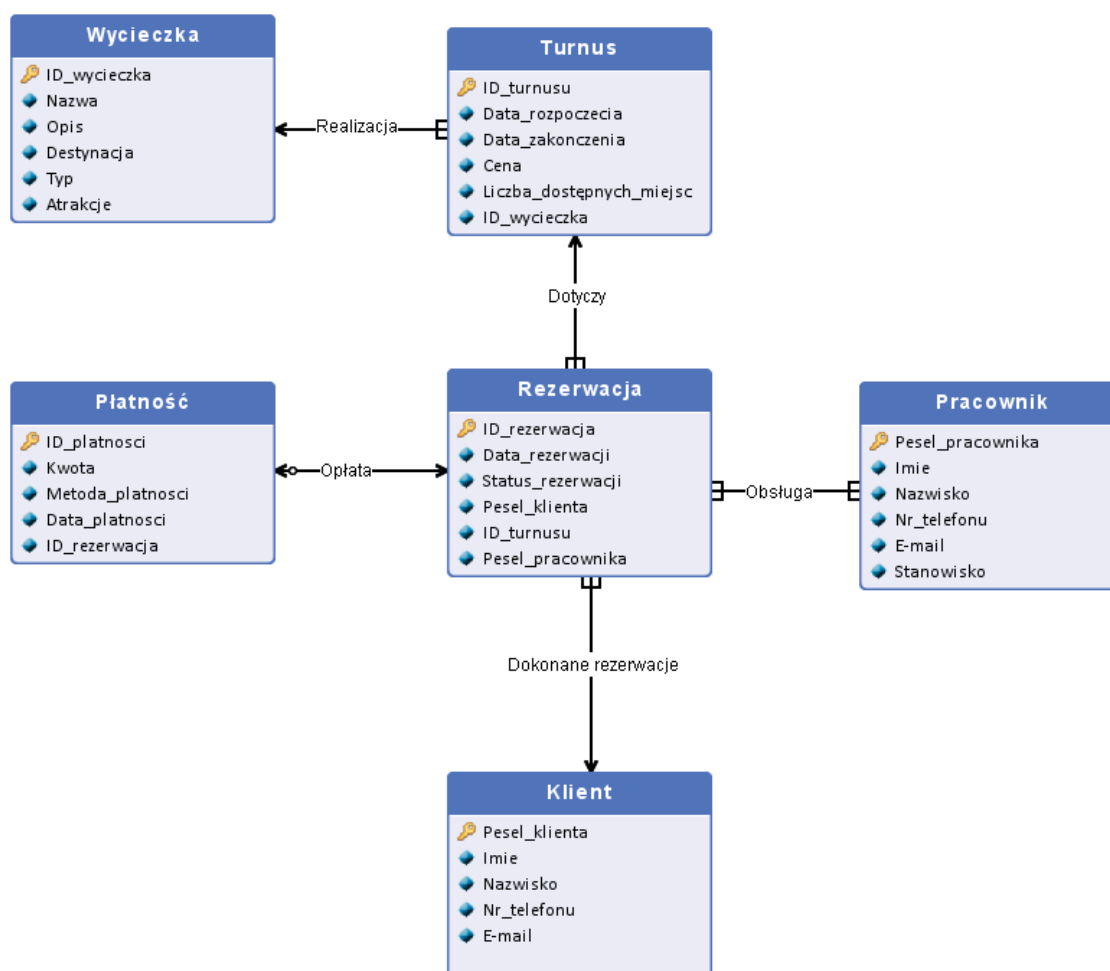 Wycieczka
ID_wycieczka
Nazwa
Opis
Destynacja
Typ
Atrakcje
Realizacja
Turnus
ID_turnusu
Data_rozpoczecia
Data_zakonczenia
Cena
Liczba_dostępnych_miejsc
ID_wycieczka
Dotyczy
Płatność
ID_platnosci
Kwota
Metoda_platnosci
Data_platnosci
ID_rezerwacja
Opłata
Rezerwacja
ID_rezerwacja
Data_rezerwacji
Status_rezerwacji
Pesel_klienta
ID_turnusu
Pesel_pracownika
Obsługa
Pracownik
Pesel_pracownika
Imie
Nazwisko
Nr_telefonu
E-mail
Stanowisko
Dokonane rezerwacje
Klient
Pesel_klienta
Imie
Nazwisko
Nr_telefonu
E-mail